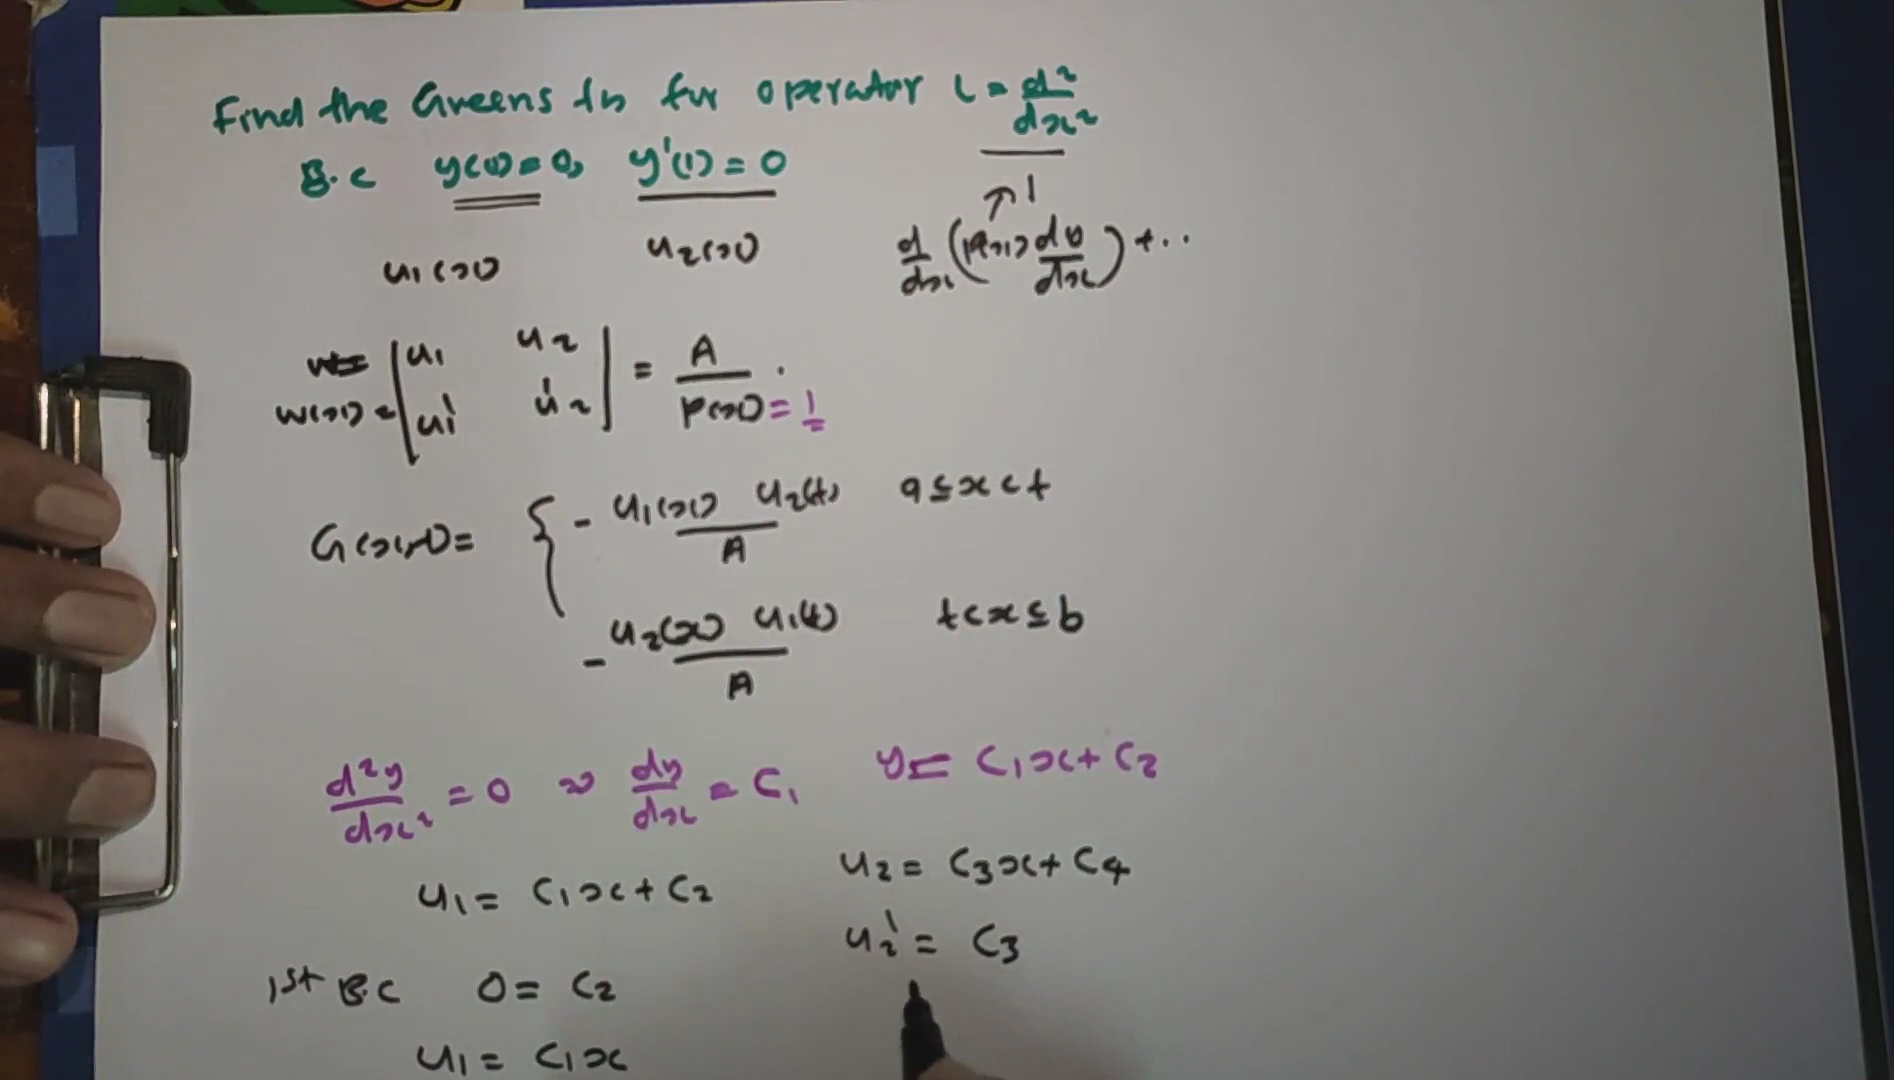 Find the Greens fn for operator L = d²/dx²
B.C y(0) = 0, y'(1) = 0
u₁(x) u₂(x) ↑ 1
d/dx (P(x) dy/dx) + ..
W(x) = | u₁ u₂ | = A / p(x) = 1 .
| u₁' u₂' |
G(x,t) = { - u₁(x) u₂(t) / A a ≤ x < t
- u₂(x) u₁(t) / A t < x ≤ b
d²y/dx² = 0 ⇒ dy/dx = C₁ y = C₁x + C₂
u₁ = C₁x + C₂ u₂ = C₃x + C₄
u₂' = C₃
1st B.C 0 = C₂
u₁ = C₁x